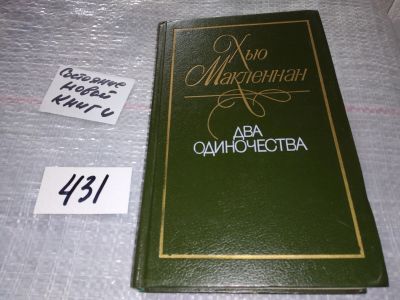 Состояние
новой
книги
431
Хью
Макленнан
ДВА
ОДИНОЧЕСТВА